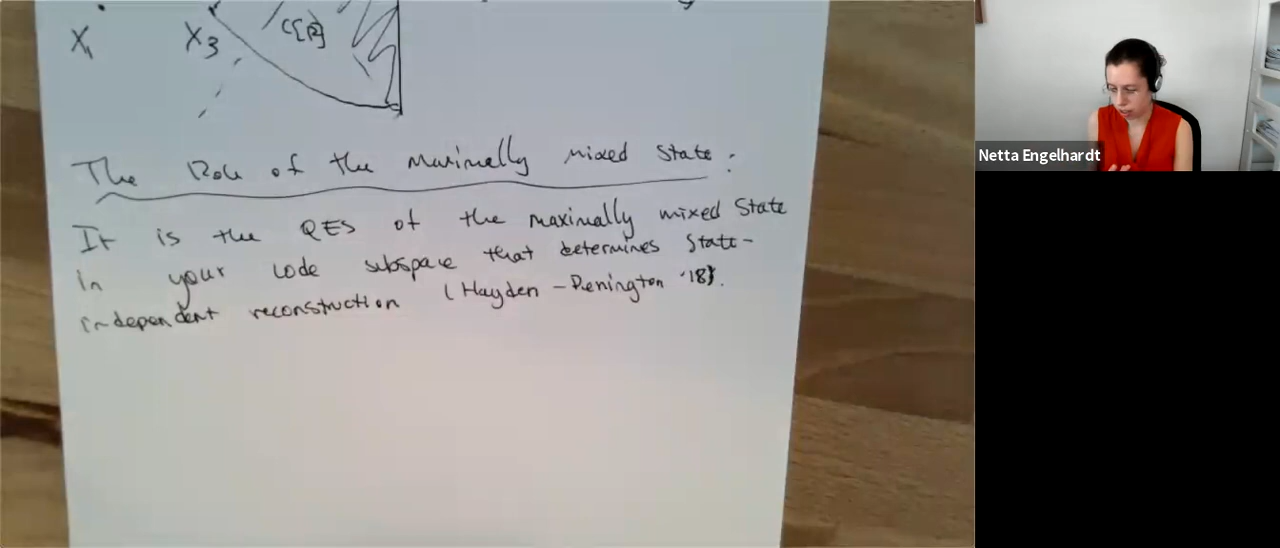 X₁ X₃ C[R]
The Role of the maximally mixed state :
It is the QES of the maximally mixed state
in your code subspace that determines state-
independent reconstruction (Hayden - Penington '18).
Netta Engelhardt